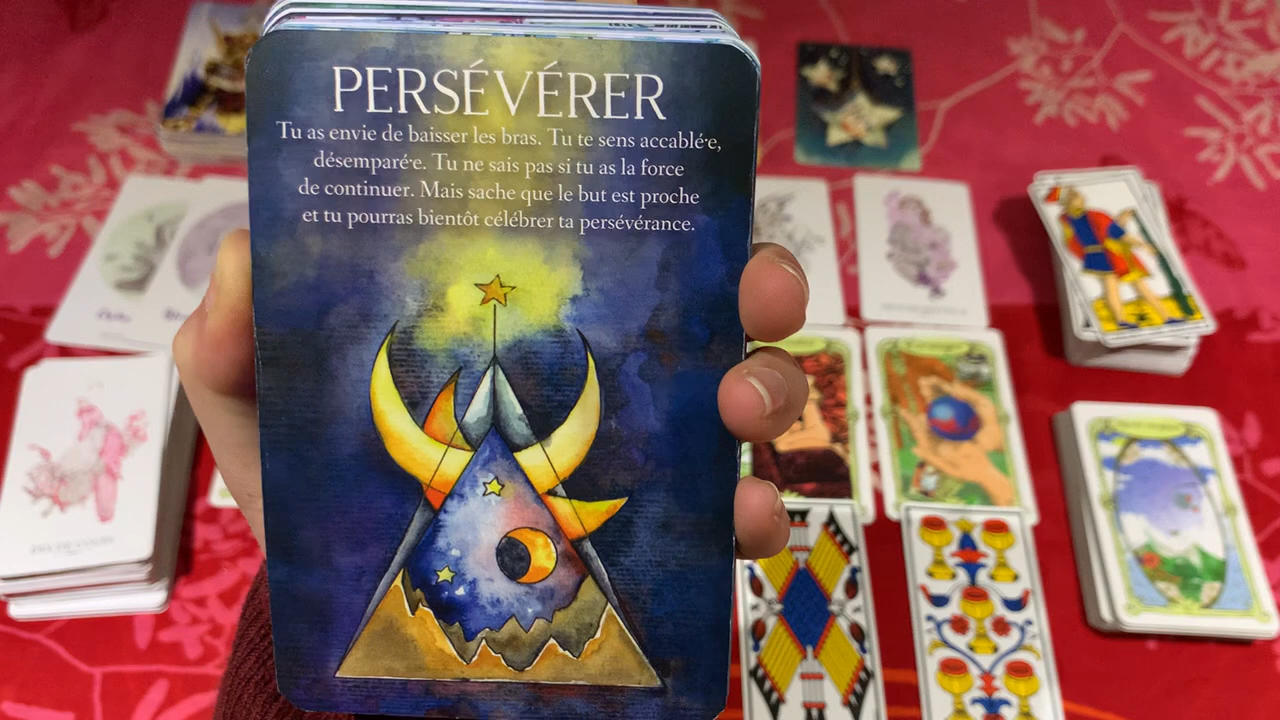 PERSÉVÉRER
Tu as envie de baisser les bras. Tu te sens accablé·e,
désemparé·e. Tu ne sais pas si tu as la force
de continuer. Mais sache que le but est proche
et tu pourras bientôt célébrer ta persévérance.